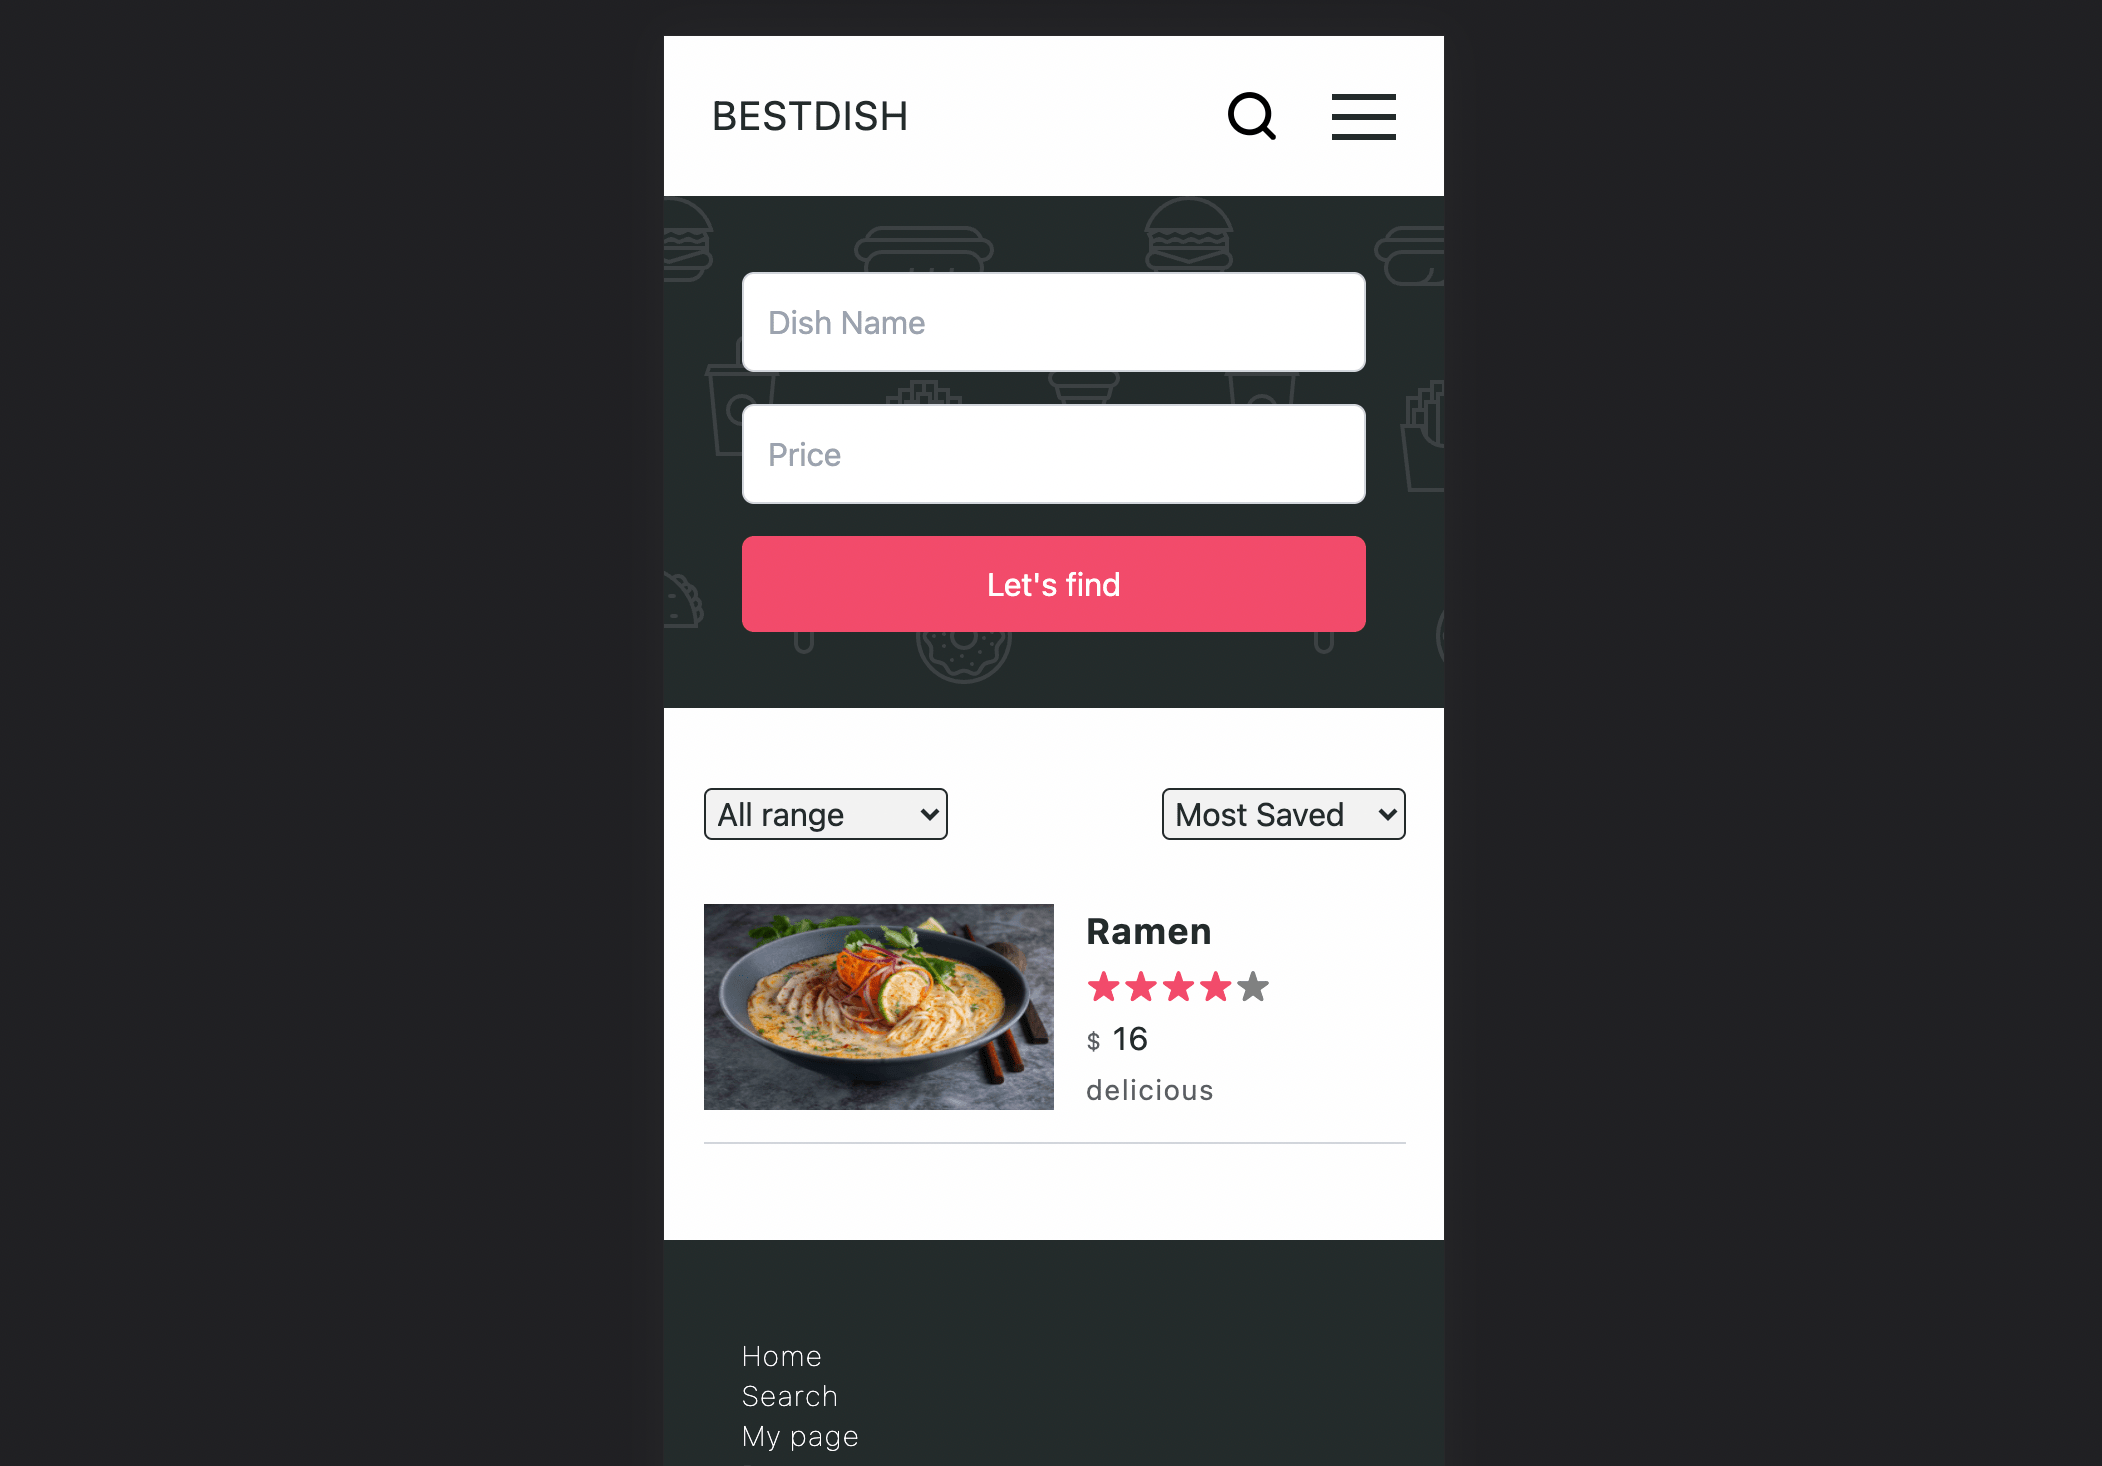 BESTDISH
Dish Name
Price
Let's find
All range
Most Saved
Ramen
$ 16
delicious
Home
Search
My page